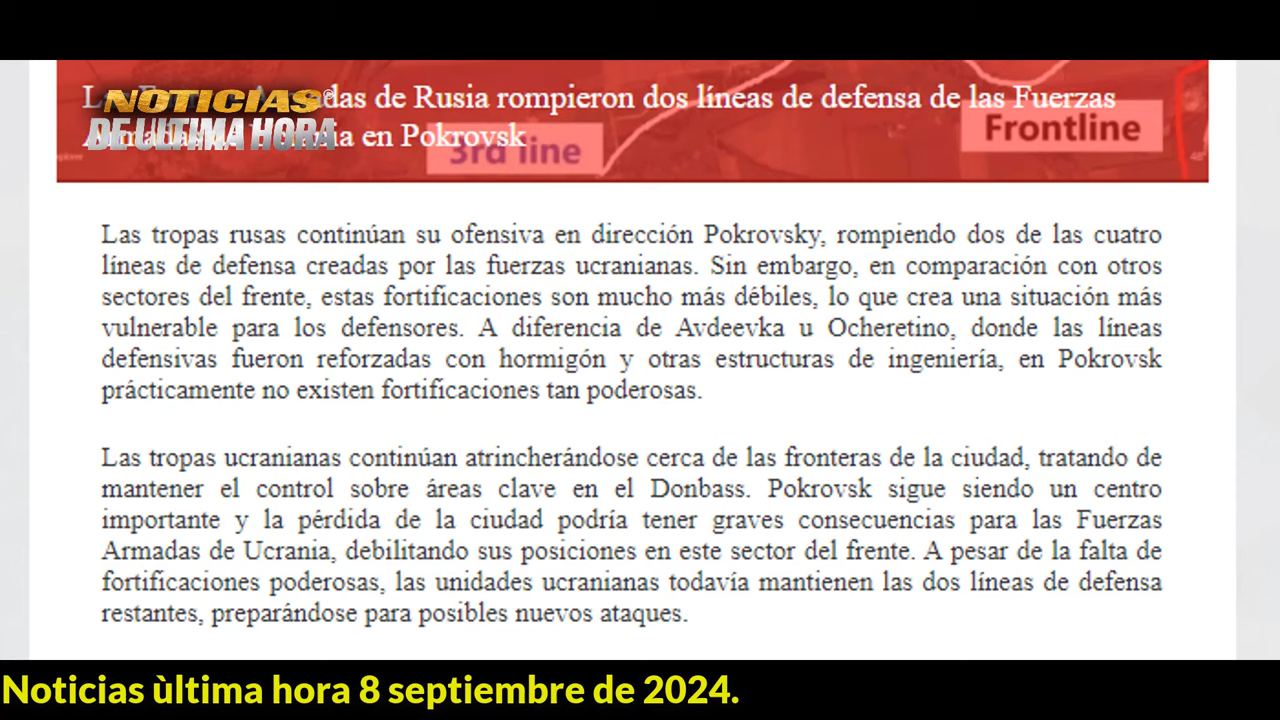 NOTICIAS
DE ULTIMA HORA
adas de Rusia rompieron dos líneas de defensa de las Fuerzas
Armadas en Pokrovsk
Frontline
3rd line
Las tropas rusas continúan su ofensiva en dirección Pokrovsky, rompiendo dos de las cuatro
líneas de defensa creadas por las fuerzas ucranianas. Sin embargo, en comparación con otros
sectores del frente, estas fortificaciones son mucho más débiles, lo que crea una situación más
vulnerable para los defensores. A diferencia de Avdeevka u Ocheretino, donde las líneas
defensivas fueron reforzadas con hormigón y otras estructuras de ingeniería, en Pokrovsk
prácticamente no existen fortificaciones tan poderosas.
Las tropas ucranianas continúan atrincherándose cerca de las fronteras de la ciudad, tratando de
mantener el control sobre áreas clave en el Donbass. Pokrovsk sigue siendo un centro
importante y la pérdida de la ciudad podría tener graves consecuencias para las Fuerzas
Armadas de Ucrania, debilitando sus posiciones en este sector del frente. A pesar de la falta de
fortificaciones poderosas, las unidades ucranianas todavía mantienen las dos líneas de defensa
restantes, preparándose para posibles nuevos ataques.
Noticias ùltima hora 8 septiembre de 2024.